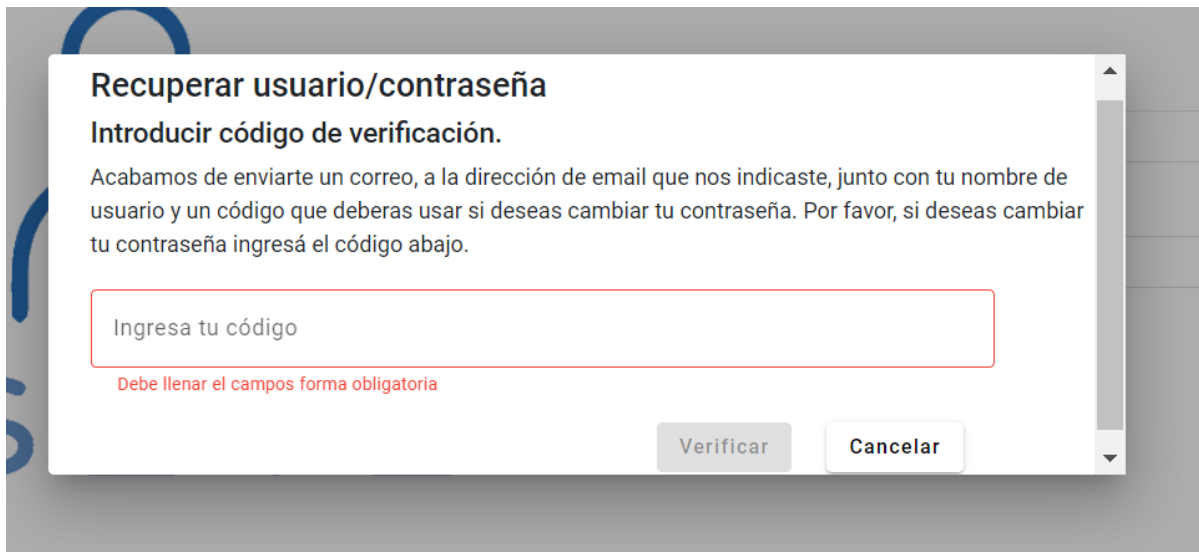 Recuperar usuario/contraseña
Introducir código de verificación.
Acabamos de enviarte un correo, a la dirección de email que nos indicaste, junto con tu nombre de
usuario y un código que deberas usar si deseas cambiar tu contraseña. Por favor, si deseas cambiar
tu contraseña ingresá el código abajo.
Ingresa tu código
Debe llenar el campos forma obligatoria
Verificar Cancelar